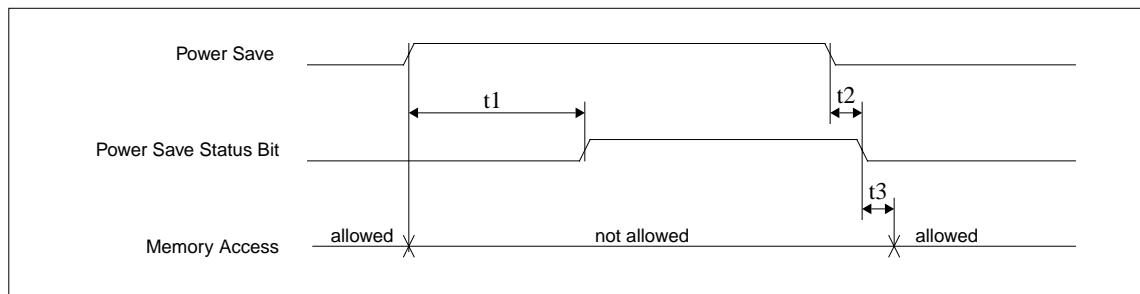 Power Save
t1
t2
Power Save Status Bit
t3
Memory Access
allowed
not allowed
allowed